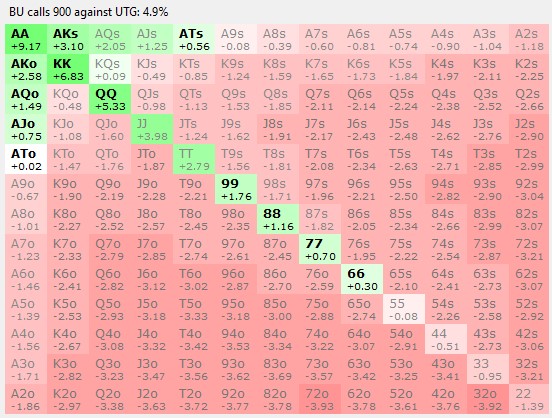 BU calls 900 against UTG: 4.9%
AA AKs AQs AJs ATs A9s A8s A7s A6s A5s A4s A3s A2s
+9.17 +3.10 +2.05 +1.25 +0.56 -0.08 -0.39 -0.60 -0.81 -0.74 -0.90 -1.04 -1.18
AKo KK KQs KJs KTs K9s K8s K7s K6s K5s K4s K3s K2s
+2.58 +6.83 +0.09 -0.49 -0.85 -1.24 -1.59 -1.65 -1.73 -1.84 -1.97 -2.11 -2.25
AQo KQo QQ QJs QTs Q9s Q8s Q7s Q6s Q5s Q4s Q3s Q2s
+1.49 -0.48 +5.33 -0.98 -1.13 -1.53 -1.85 -2.11 -2.14 -2.24 -2.38 -2.52 -2.66
AJo KJo QJo JJ JTs J9s J8s J7s J6s J5s J4s J3s J2s
+0.75 -1.08 -1.60 +3.98 -1.24 -1.62 -1.91 -2.17 -2.43 -2.48 -2.62 -2.76 -2.90
ATo KTo QTo JTo TT T9s T8s T7s T6s T5s T4s T3s T2s
+0.02 -1.47 -1.76 -1.87 +2.79 -1.56 -1.81 -2.08 -2.34 -2.63 -2.71 -2.85 -2.99
A9o K9o Q9o J9o T9o 99 98s 97s 96s 95s 94s 93s 92s
-0.67 -1.90 -2.19 -2.28 -2.21 +1.76 -1.71 -1.96 -2.21 -2.50 -2.82 -2.90 -3.04
A8o K8o Q8o J8o T8o 98o 88 87s 86s 85s 84s 83s 82s
-1.01 -2.27 -2.52 -2.57 -2.45 -2.35 +1.16 -1.82 -2.05 -2.34 -2.66 -2.99 -3.07
A7o K7o Q7o J7o T7o 97o 87o 77 76s 75s 74s 73s 72s
-1.23 -2.33 -2.79 -2.85 -2.74 -2.61 -2.45 +0.70 -1.95 -2.22 -2.54 -2.87 -3.21
A6o K6o Q6o J6o T6o 96o 86o 76o 66 65s 64s 63s 62s
-1.46 -2.41 -2.82 -3.12 -3.02 -2.87 -2.70 -2.59 +0.30 -2.10 -2.41 -2.73 -3.07
A5o K5o Q5o J5o T5o 95o 85o 75o 65o 55 54s 53s 52s
-1.39 -2.53 -2.93 -3.18 -3.33 -3.18 -3.00 -2.88 -2.74 -0.08 -2.26 -2.58 -2.92
A4o K4o Q4o J4o T4o 94o 84o 74o 64o 54o 44 43s 42s
-1.56 -2.67 -3.08 -3.32 -3.42 -3.53 -3.34 -3.22 -3.07 -2.91 -0.51 -2.73 -3.06
A3o K3o Q3o J3o T3o 93o 83o 73o 63o 53o 43o 33 32s
-1.71 -2.82 -3.23 -3.47 -3.56 -3.62 -3.69 -3.57 -3.42 -3.25 -3.41 -0.95 -3.21
A2o K2o Q2o J2o T2o 92o 82o 72o 62o 52o 42o 32o 22
-1.86 -2.97 -3.38 -3.63 -3.72 -3.77 -3.78 -3.93 -3.78 -3.61 -3.76 -3.92 -1.39